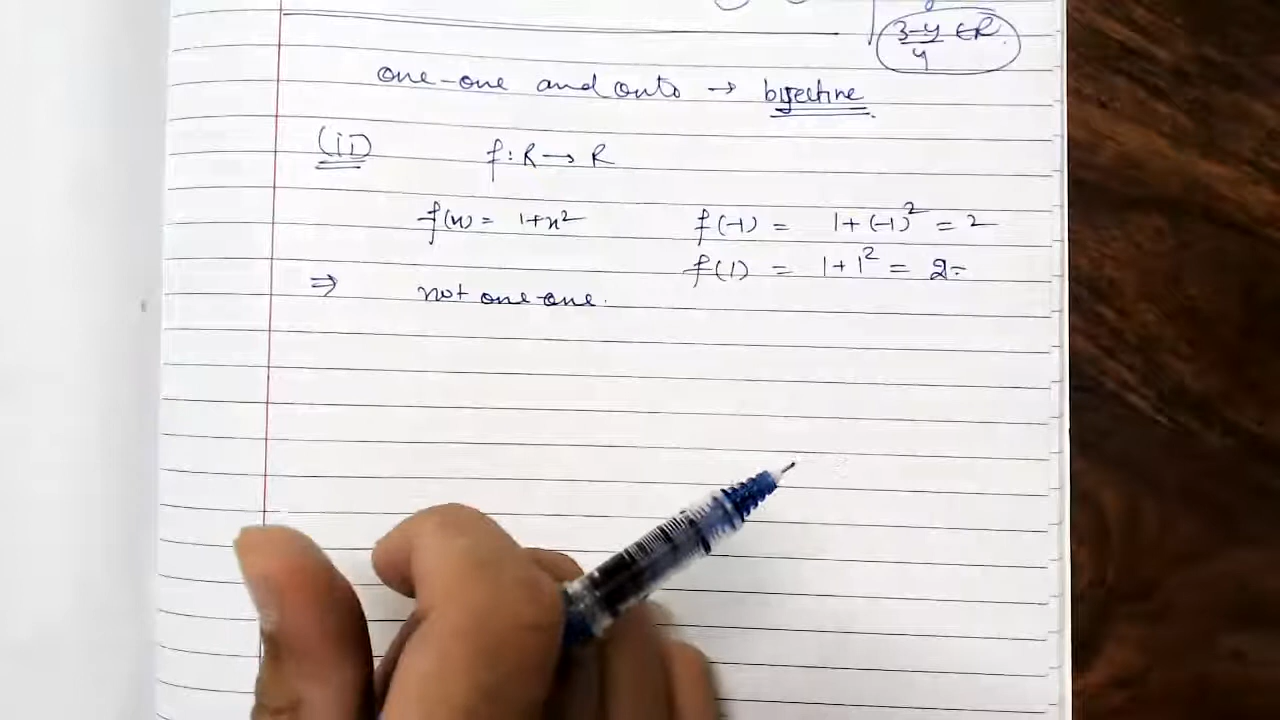 3-y/y ∈ R.
one-one and onto → bijective
(ii) f: R → R
f(x) = 1+x² f(-1) = 1+(-1)² = 2
f(1) = 1+1² = 2
⇒ not one-one.